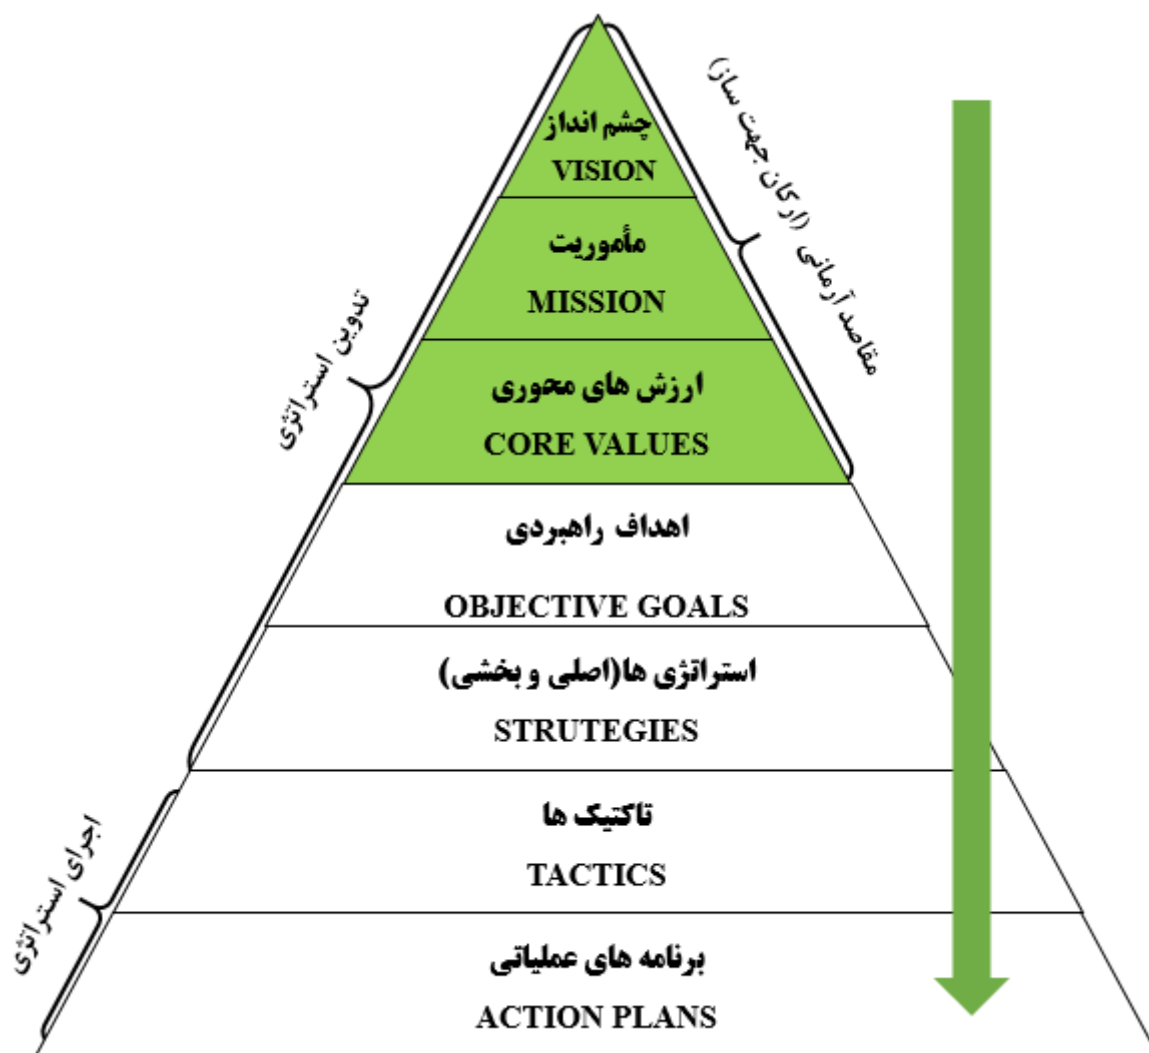 چشم انداز
VISION
مأموریت
MISSION
ارزش های محوری
CORE VALUES
اهداف راهبردی
OBJECTIVE GOALS
استراتژی ها(اصلی و بخشی)
STRUTEGIES
تاکتیک ها
TACTICS
برنامه های عملیاتی
ACTION PLANS
مقاصد آرمانی (ارکان جهت ساز)
تدوین استراتژی
اجرای استراتژی